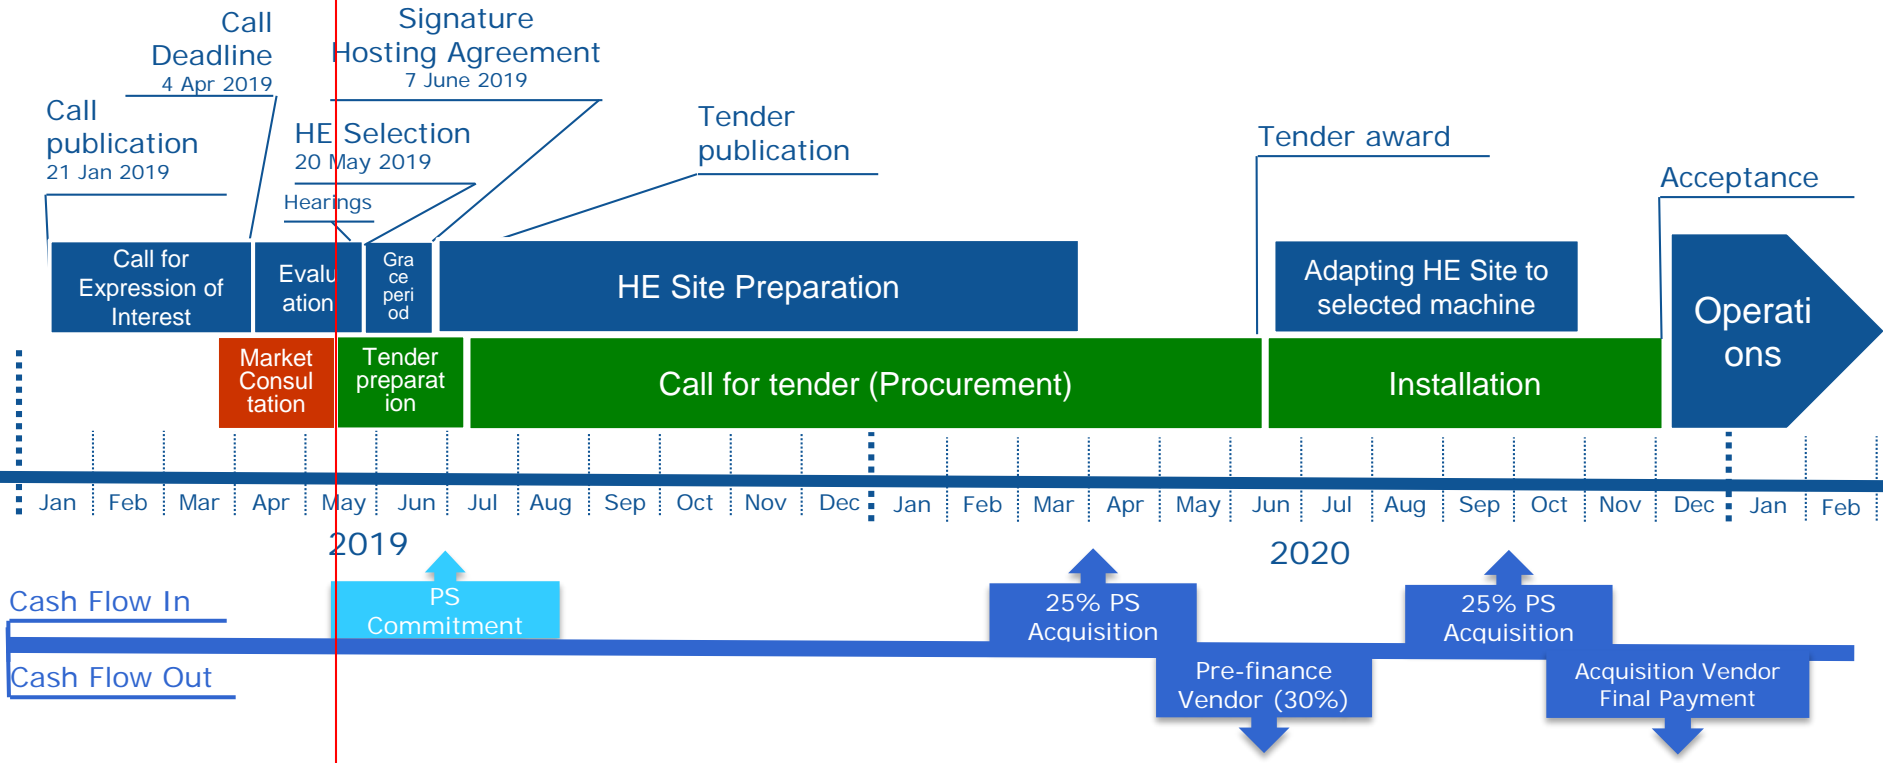 Call
Deadline
4 Apr 2019
Signature
Hosting Agreement
7 June 2019
Call
publication
21 Jan 2019
HE Selection
20 May 2019
Hearings
Tender
publication
Tender award
Acceptance
Call for
Expression of
Interest
Evalu
ation
Gra
ce
peri
od
HE Site Preparation
Adapting HE Site to
selected machine
Operati
ons
Market
Consul
tation
Tender
preparat
ion
Call for tender (Procurement)
Installation
Jan Feb Mar Apr May Jun Jul Aug Sep Oct Nov Dec Jan Feb Mar Apr May Jun Jul Aug Sep Oct Nov Dec Jan Feb
2019 2020
Cash Flow In
PS
Commitment
25% PS
Acquisition
25% PS
Acquisition
Cash Flow Out
Pre-finance
Vendor (30%)
Acquisition Vendor
Final Payment